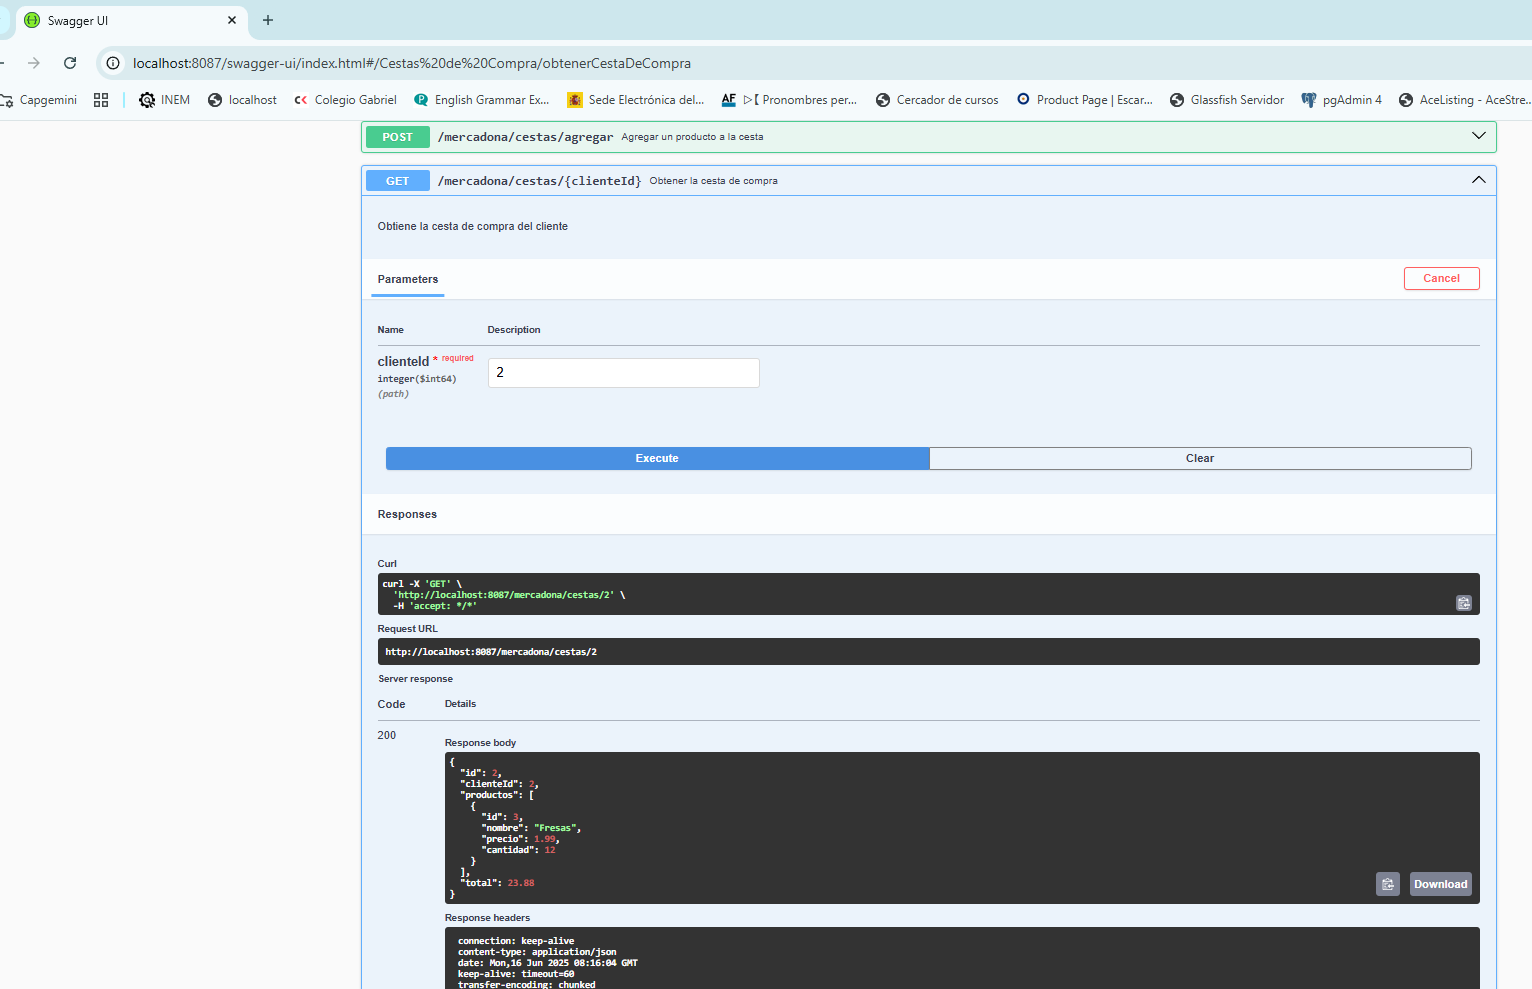 Swagger UI
localhost:8087/swagger-ui/index.html#/Cestas%20de%20Compra/obtenerCestaDeCompra
Capgemini INEM localhost Colegio Gabriel English Grammar Ex... Sede Electrónica del... AF ▷【 Pronombres per... Cercador de cursos Product Page | Escar... Glassfish Servidor pgAdmin 4 AceListing - AceStre...
POST /mercadona/cestas/agregar Agregar un producto a la cesta
GET /mercadona/cestas/{clienteId} Obtener la cesta de compra
Obtiene la cesta de compra del cliente
Parameters
Cancel
Name Description
clienteId * required
integer($int64)
(path)
2
Execute Clear
Responses
Curl
curl -X 'GET' \
'http://localhost:8087/mercadona/cestas/2' \
-H 'accept: */*'
Request URL
http://localhost:8087/mercadona/cestas/2
Server response
Code Details
200
Response body
{
"id": 2,
"clienteId": 2,
"productos": [
{
"id": 3,
"nombre": "Fresas",
"precio": 1.99,
"cantidad": 12
}
],
"total": 23.88
}
Download
Response headers
connection: keep-alive
content-type: application/json
date: Mon,16 Jun 2025 08:16:04 GMT
keep-alive: timeout=60
transfer-encoding: chunked